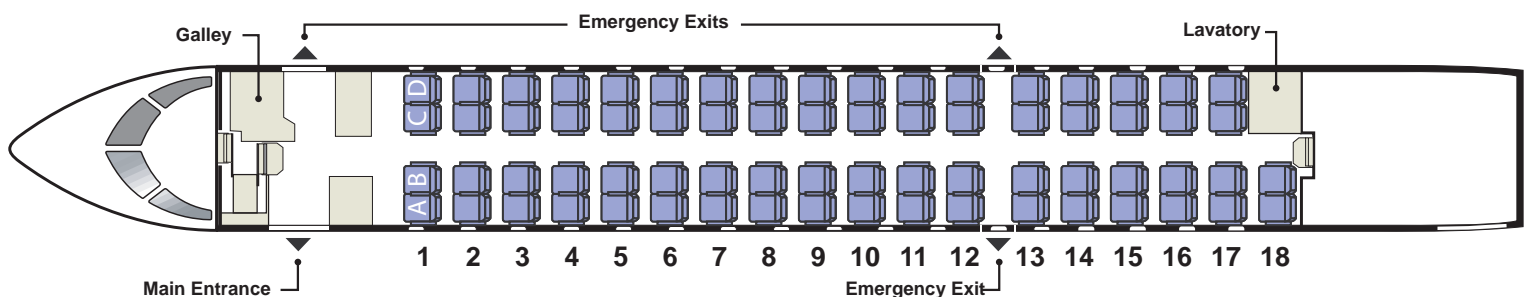 Emergency Exits
Galley
Lavatory
D
C
B
A
1 2 3 4 5 6 7 8 9 10 11 12 13 14 15 16 17 18
Main Entrance
Emergency Exit